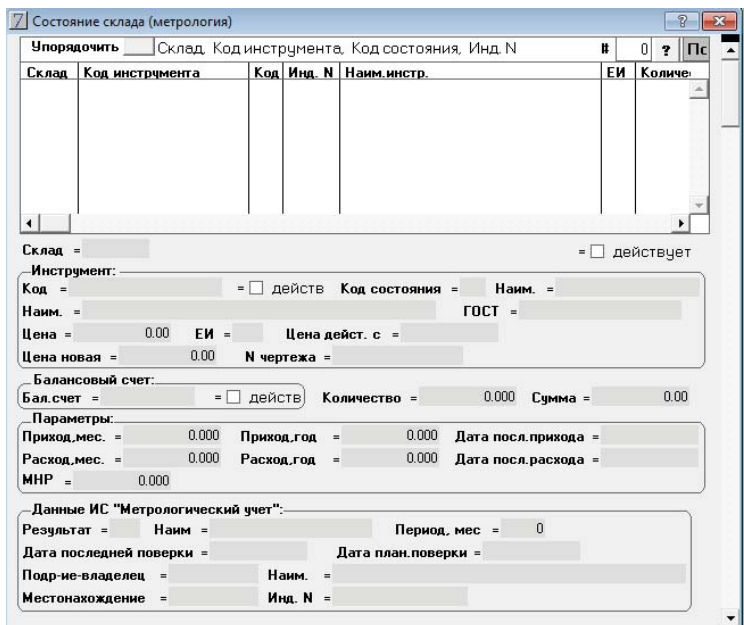 Состояние склада (метрология)
Упорядочить Склад, Код инструмента, Код состояния, Инд. N # 0 ? Пс
Склад Код инструмента Код Инд. N Наим.инстр. ЕИ Количе
Склад = = действует
Инструмент:
Код = = действ Код состояния = Наим. =
Наим. = ГОСТ =
Цена = 0.00 ЕИ = Цена дейст. с =
Цена новая = 0.00 N чертежа =
Балансовый счет:
Бал.счет = = действ Количество = 0.000 Сумма = 0.00
Параметры:
Приход,мес. = 0.000 Приход,год = 0.000 Дата посл.прихода =
Расход,мес. = 0.000 Расход,год = 0.000 Дата посл.расхода =
МНР = 0.000
Данные ИС "Метрологический учет":
Результат = Наим = Период, мес = 0
Дата последней поверки = Дата план.поверки =
Подр-ие-владелец = Наим. =
Местонахождение = Инд. N =